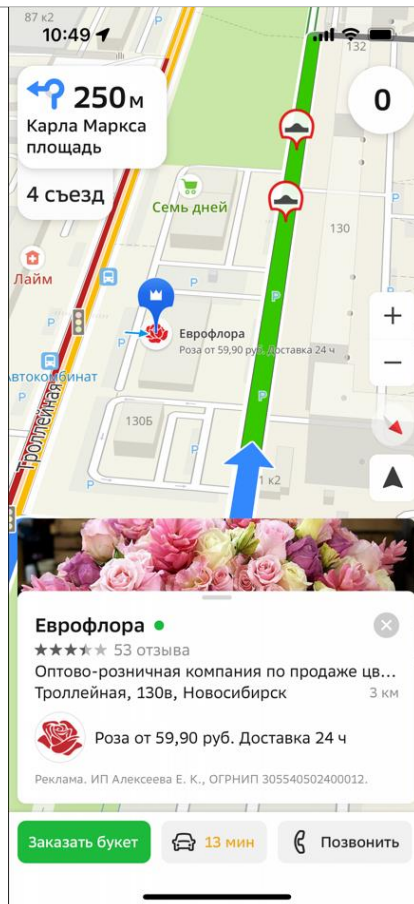 87 к2
10:49
132
250 м
Карла Маркса
площадь
0
4 съезд
Семь дней
130
Лайм
Еврофлора
Роза от 59,90 руб. Доставка 24 ч
Автокомбинат
Троллейная
130Б
1 к2
Еврофлора
53 отзыва
Оптово-розничная компания по продаже цв...
Троллейная, 130в, Новосибирск
3 км
Роза от 59,90 руб. Доставка 24 ч
Реклама. ИП Алексеева Е. К., ОГРНИП 305540502400012.
Заказать букет
13 мин
Позвонить